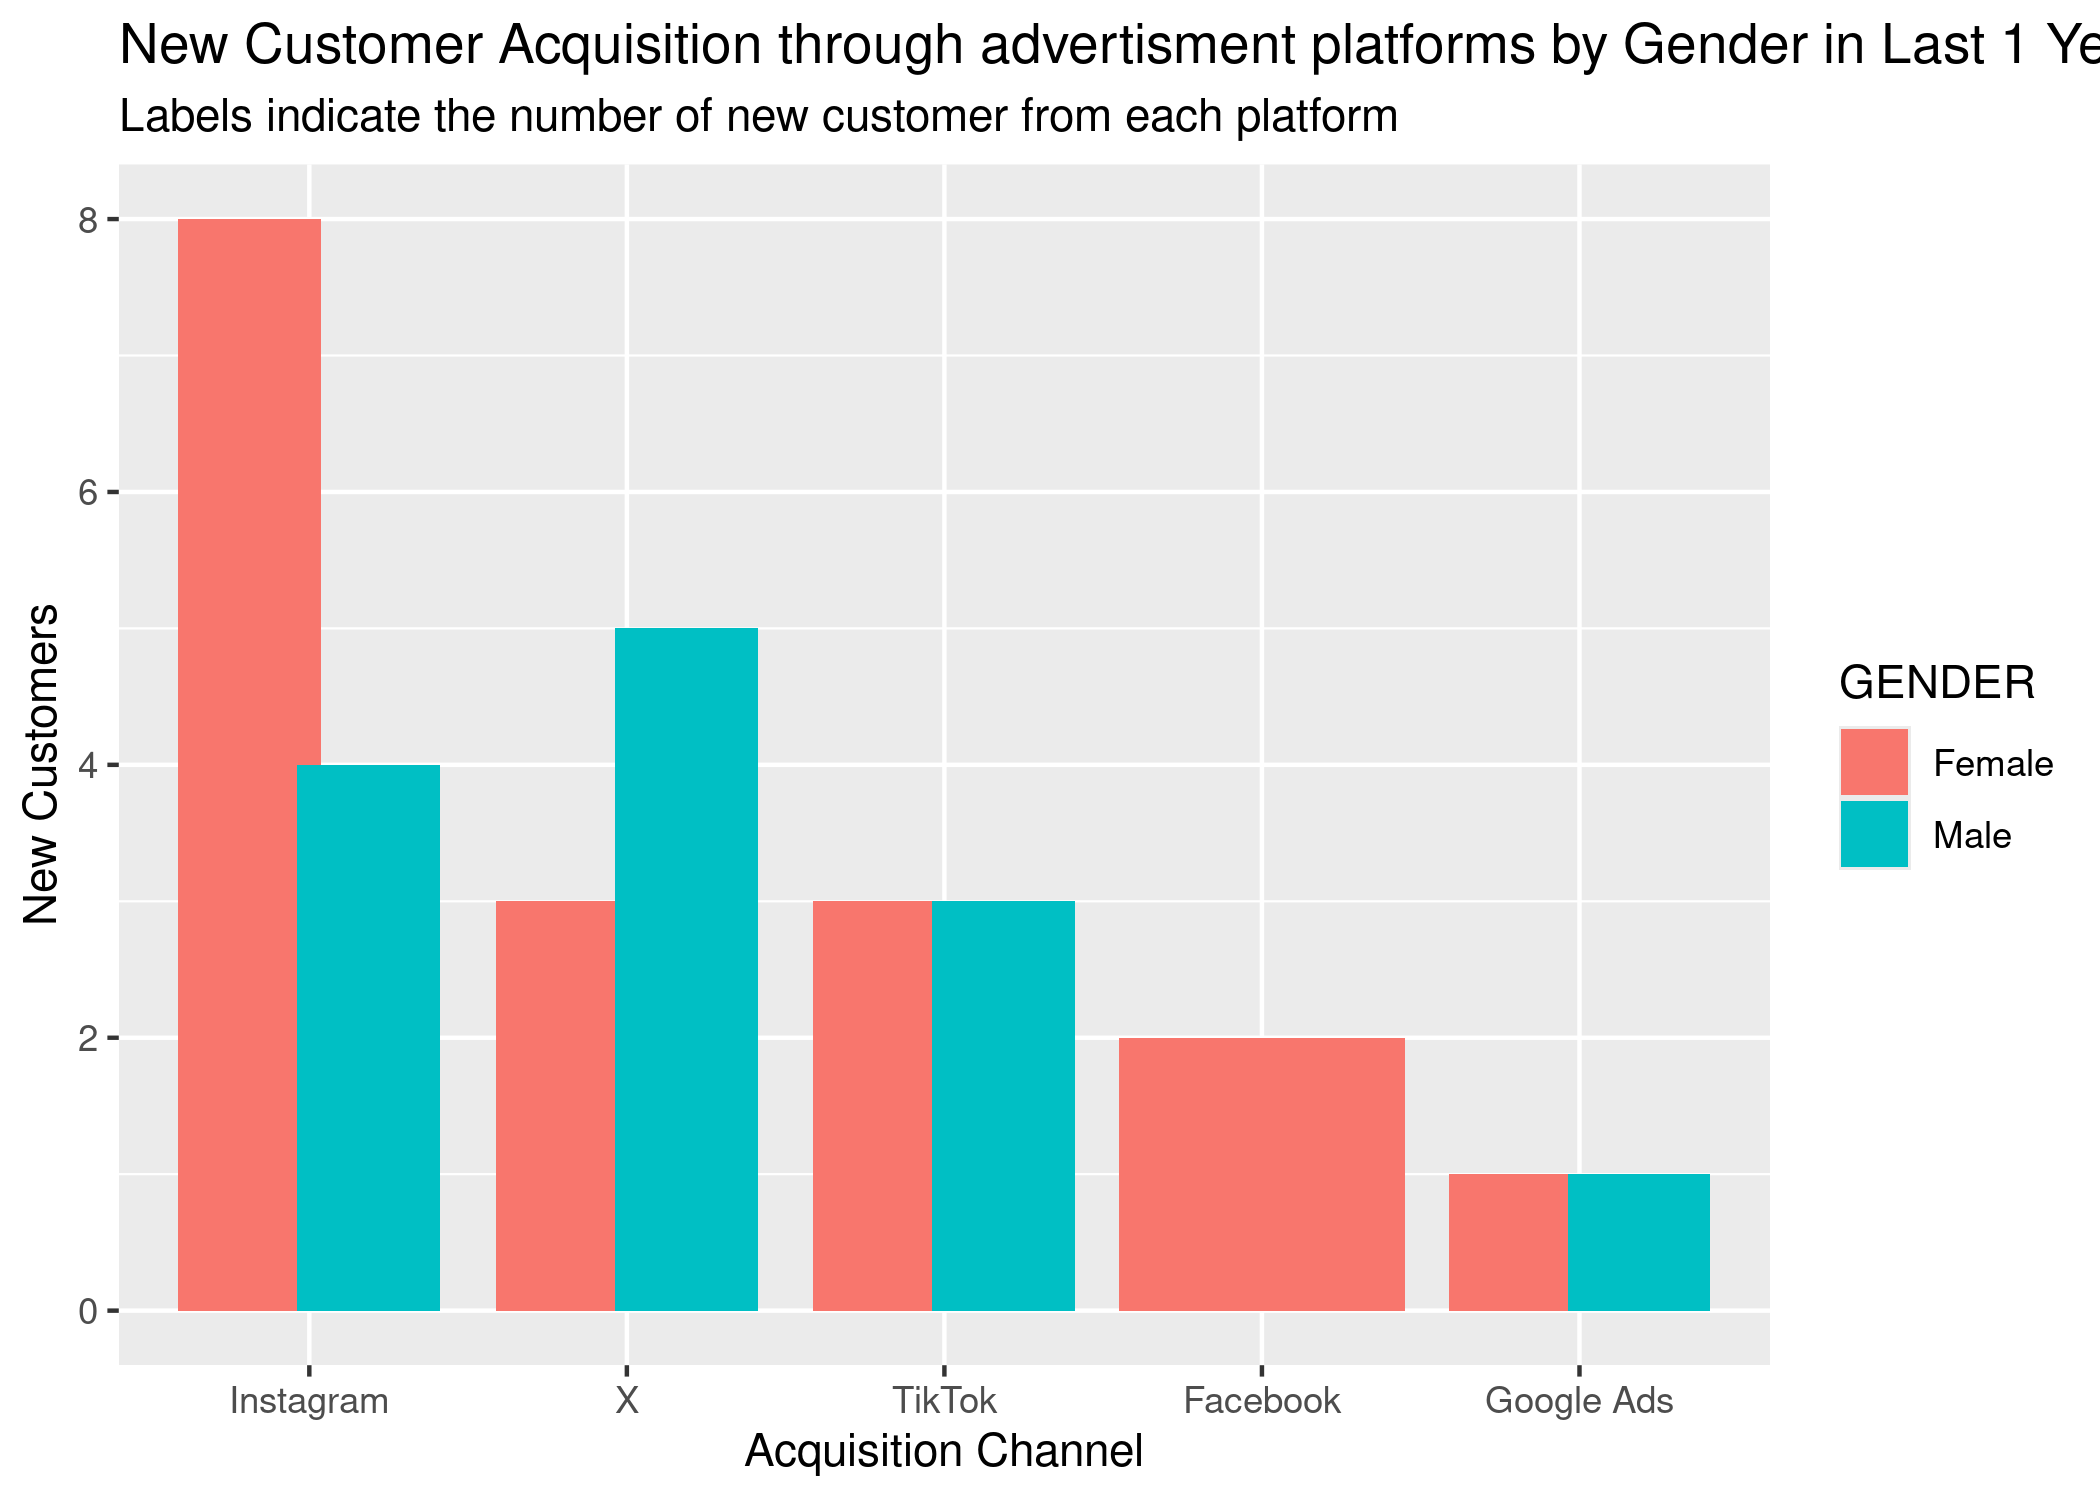 New Customer Acquisition through advertisment platforms by Gender in Last 1 Ye
Labels indicate the number of new customer from each platform
New Customers
8
6
4
2
0
Instagram X TikTok Facebook Google Ads
Acquisition Channel
GENDER
Female
Male